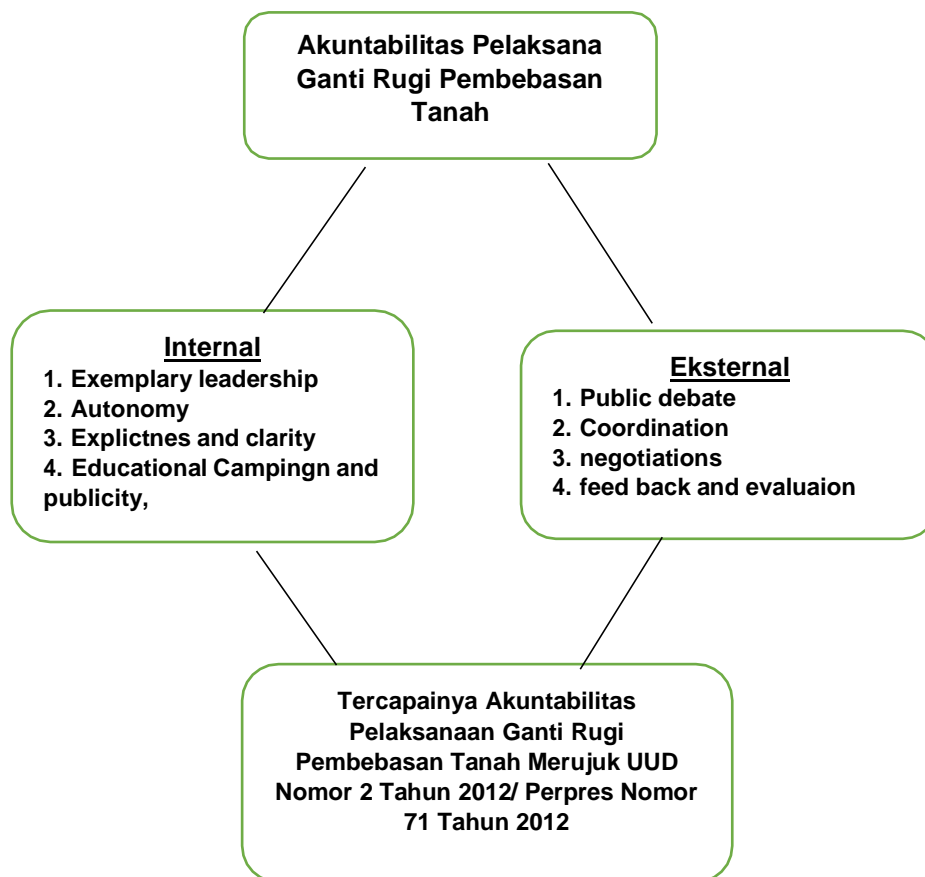 Akuntabilitas Pelaksana
Ganti Rugi Pembebasan
Tanah
Internal
1. Exemplary leadership
2. Autonomy
3. Explictnes and clarity
4. Educational Campingn and
publicity,
Eksternal
1. Public debate
2. Coordination
3. negotiations
4. feed back and evaluaion
Tercapainya Akuntabilitas
Pelaksanaan Ganti Rugi
Pembebasan Tanah Merujuk UUD
Nomor 2 Tahun 2012/ Perpres Nomor
71 Tahun 2012